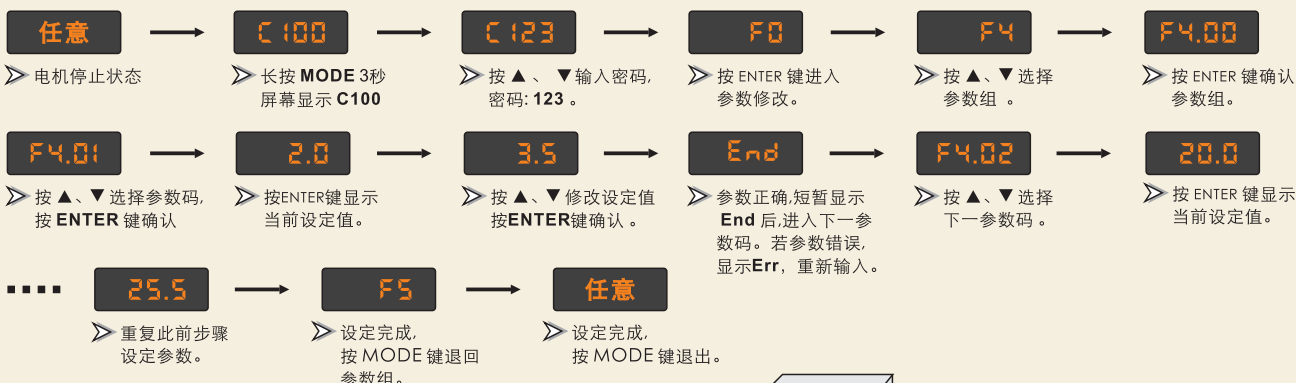 任意
C100
C123
F0
F4
F4.00
电机停止状态
长按 MODE 3秒
屏幕显示 C100
按 ▲ 、 ▼输入密码,
密码: 123 。
按 ENTER 键进入
参数修改。
按 ▲、▼ 选择
参数组 。
按 ENTER 键确认
参数组。
F4.01
2.0
3.5
End
F4.02
20.0
按 ▲、▼ 选择参数码,
按 ENTER 键确认
按ENTER键显示
当前设定值。
按 ▲、▼ 修改设定值
按ENTER键确认 。
参数正确,短暂显示
End 后,进入下一参
数码。若参数错误,
显示Err，重新输入。
按 ▲、▼ 选择
下一参数码 。
按 ENTER 键显示
当前设定值。
25.5
F5
任意
重复此前步骤
设定参数。
设定完成,
按 MODE 键退回
参数组。
设定完成,
按 MODE 键退出。